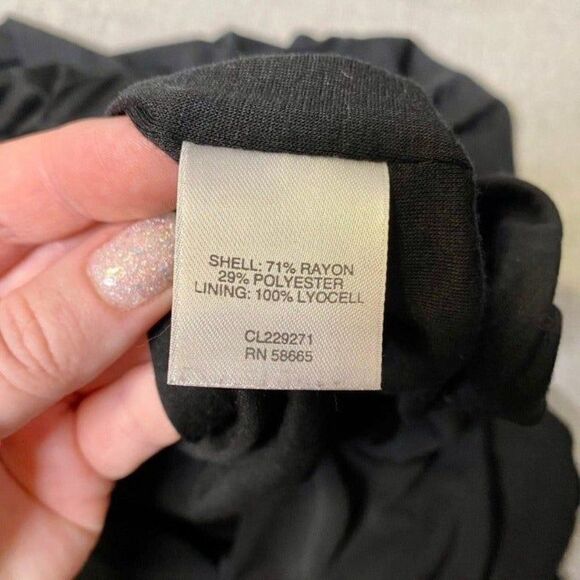 SHELL: 71% RAYON
29% POLYESTER
LINING: 100% LYOCELL
CL229271
RN 58665